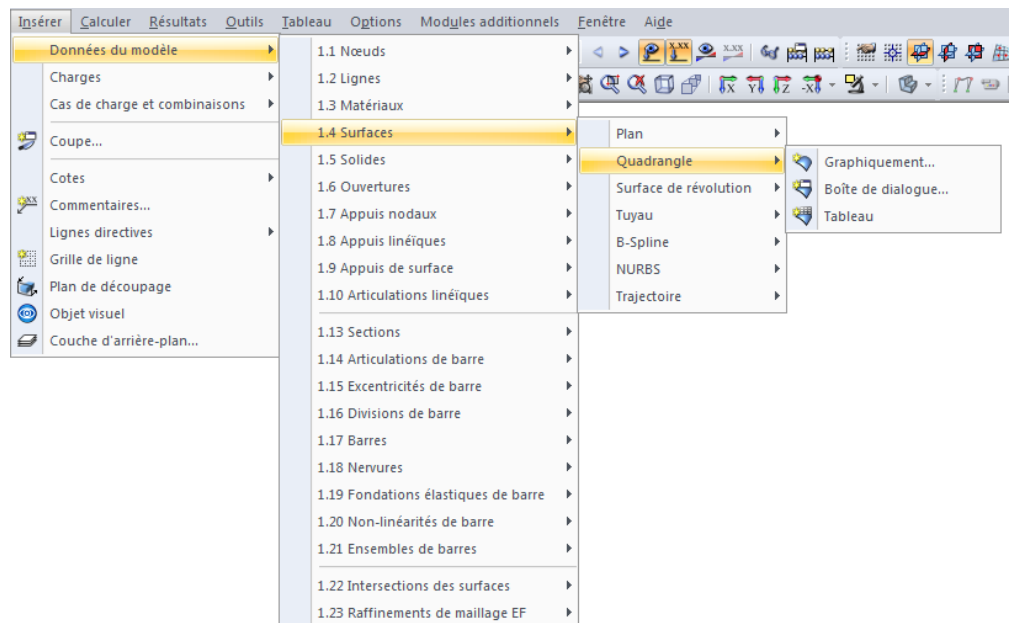 Insérer Calculer Résultats Outils Tableau Options Modules additionnels Fenêtre Aide
Données du modèle
Charges
Cas de charge et combinaisons
Coupe...
Cotes
Commentaires...
Lignes directives
Grille de ligne
Plan de découpage
Objet visuel
Couche d'arrière-plan...
1.1 Nœuds
1.2 Lignes
1.3 Matériaux
1.4 Surfaces
1.5 Solides
1.6 Ouvertures
1.7 Appuis nodaux
1.8 Appuis linéïques
1.9 Appuis de surface
1.10 Articulations linéïques
1.13 Sections
1.14 Articulations de barre
1.15 Excentricités de barre
1.16 Divisions de barre
1.17 Barres
1.18 Nervures
1.19 Fondations élastiques de barre
1.20 Non-linéarités de barre
1.21 Ensembles de barres
1.22 Intersections des surfaces
1.23 Raffinements de maillage EF
Plan
Quadrangle
Surface de révolution
Tuyau
B-Spline
NURBS
Trajectoire
Graphiquement...
Boîte de dialogue...
Tableau